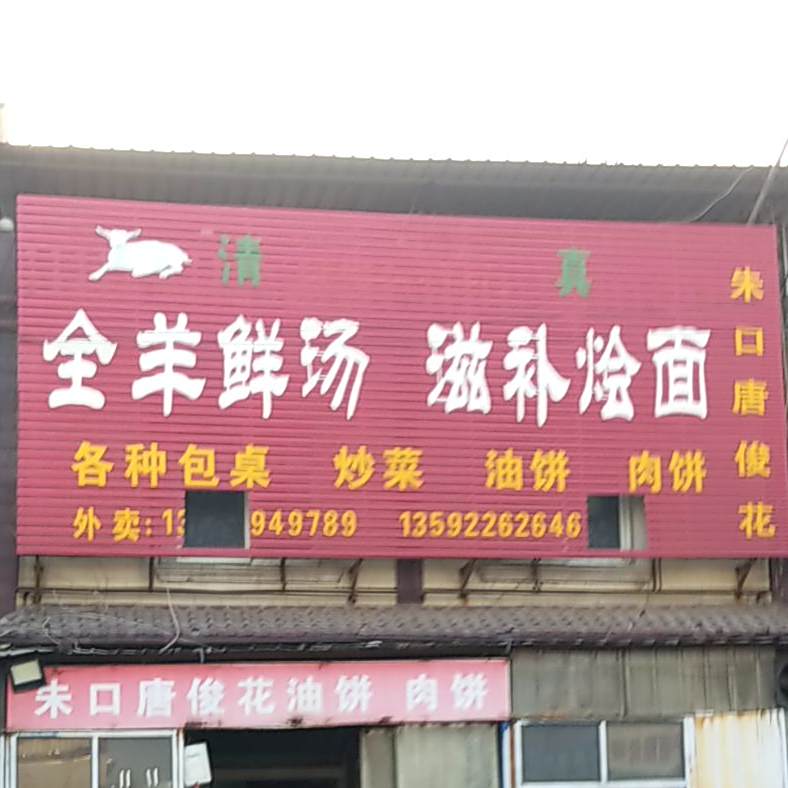 清 真
全羊鲜汤 滋补烩面
各种包桌 炒菜 油饼 肉饼
外卖:13 949789 13592262646
朱口唐俊花
朱口唐俊花油饼 肉饼